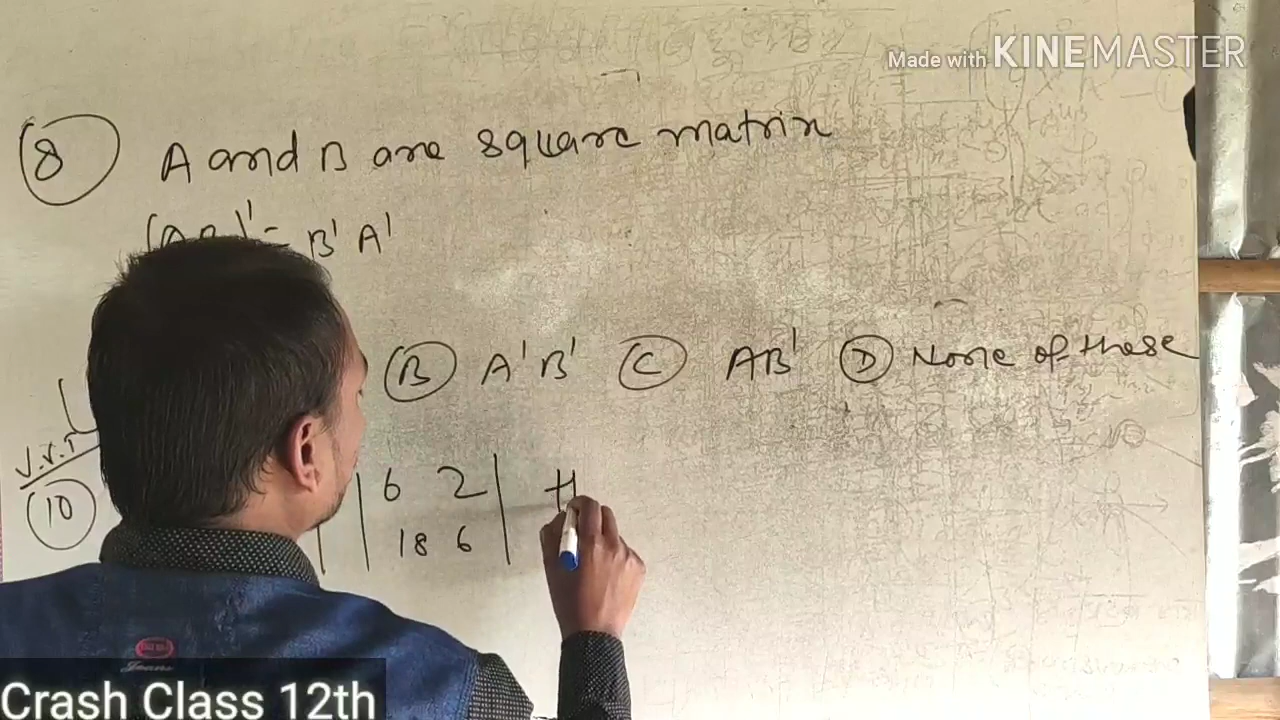 Made with KINEMASTER
8 A and B are square matrix
(AB)' = B'A'
B A'B' C AB' D None of these
V.V.I
10 | | 6 2 |
18 6
Crash Class 12th